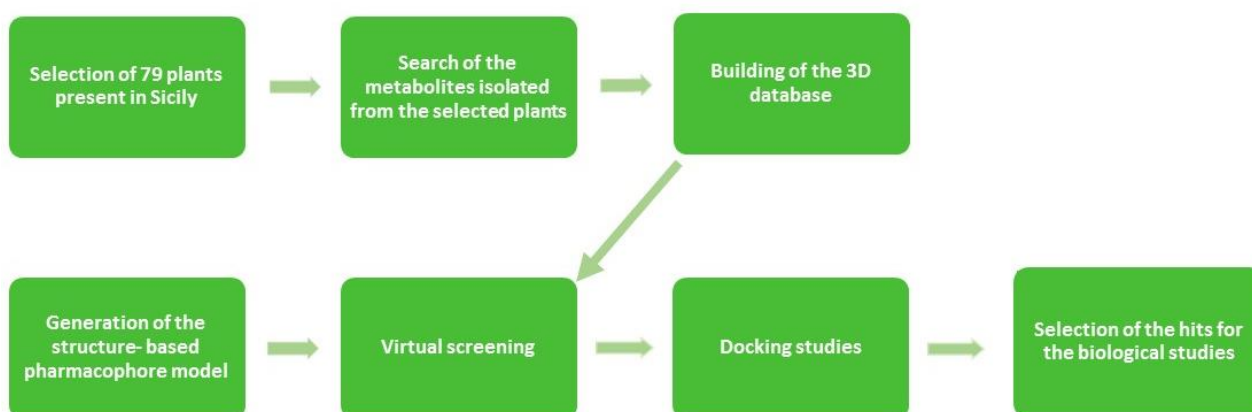 Selection of 79 plants
present in Sicily
Search of the
metabolites isolated
from the selected plants
Building of the 3D
database
Generation of the
structure- based
pharmacophore model
Virtual screening
Docking studies
Selection of the hits for
the biological studies